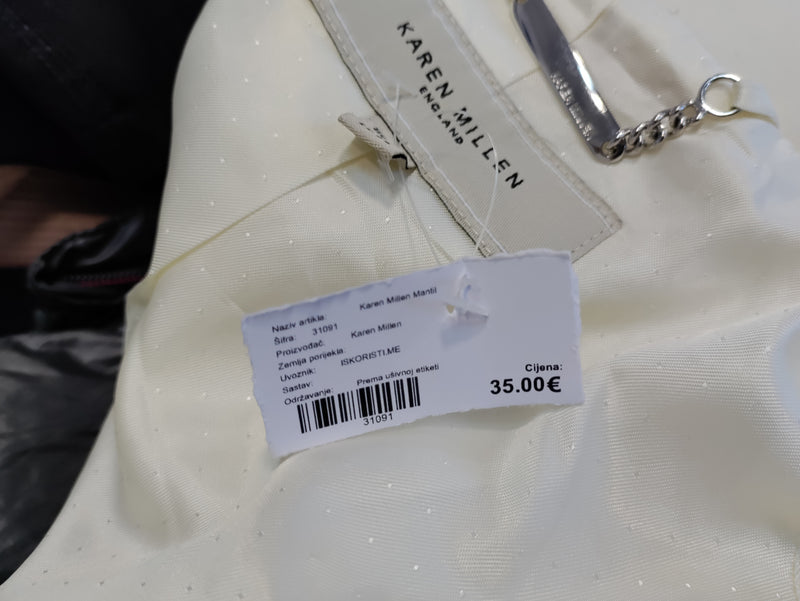 KAREN MILLEN
ENGLAND
Naziv artikla: Karen Millen Mantil
Šifra: 31091
Proizvođač: Karen Millen
Zemlja porijekla:
Uvoznik: ISKORISTI.ME
Sastav:
Održavanje: Prema ušivnoj etiketi
31091
Cijena:
35.00€